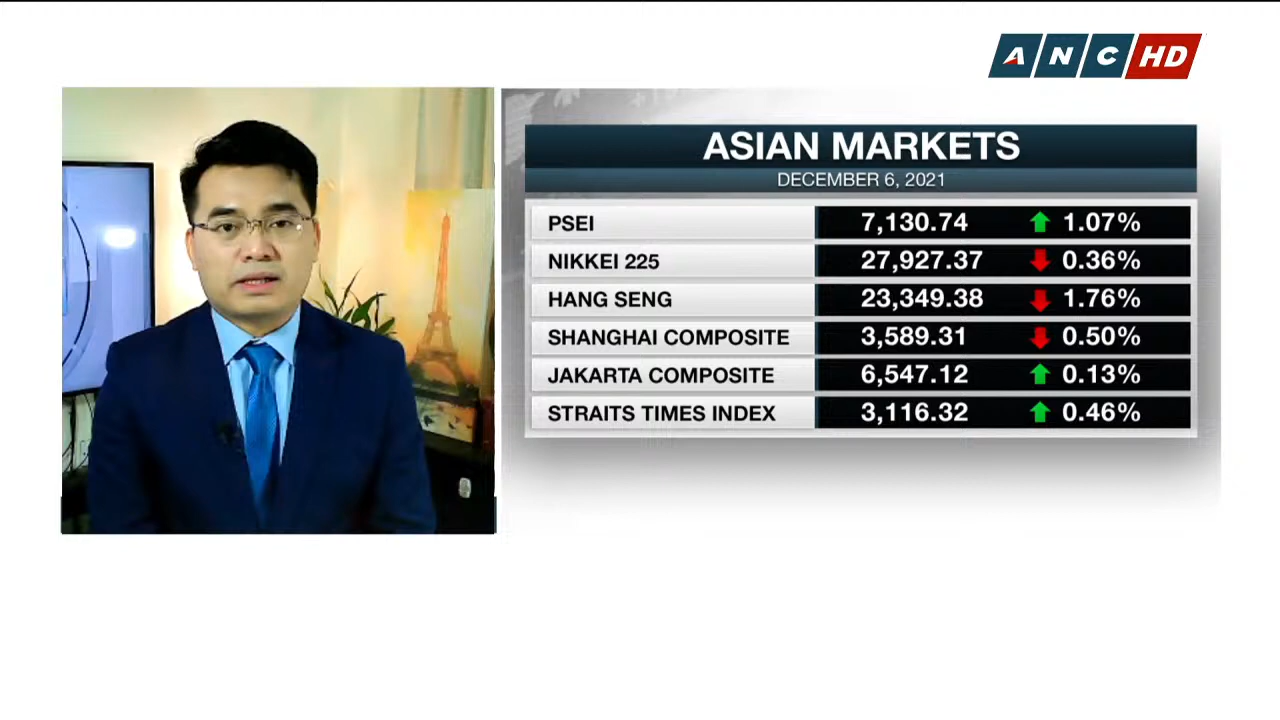 ANC HD
ASIAN MARKETS
DECEMBER 6, 2021
PSEI 7,130.74 1.07%
NIKKEI 225 27,927.37 0.36%
HANG SENG 23,349.38 1.76%
SHANGHAI COMPOSITE 3,589.31 0.50%
JAKARTA COMPOSITE 6,547.12 0.13%
STRAITS TIMES INDEX 3,116.32 0.46%